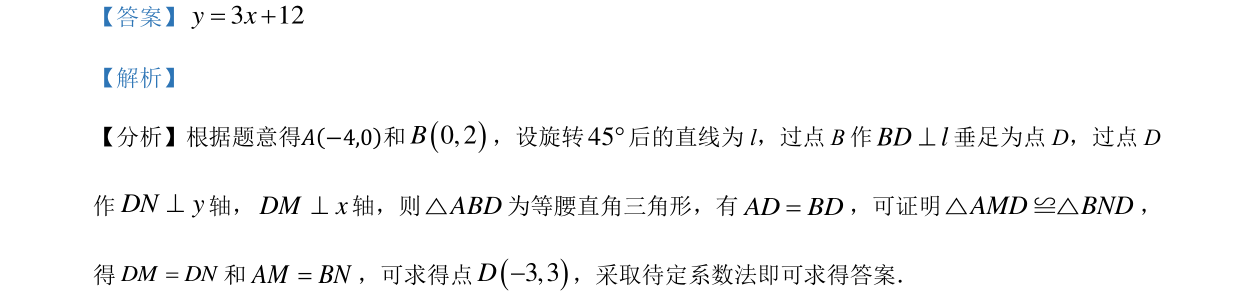 【答案】y=3x+12
【解析】
【分析】根据题意得A(−4,0)和B(0,2)，设旋转45°后的直线为l，过点B作BD⊥l垂足为点D，过点D
作DN⊥y轴，DM⊥x轴，则△ABD为等腰直角三角形，有AD=BD，可证明△AMD≌△BND，
得DM=DN和AM=BN，可求得点D(−3,3)，采取待定系数法即可求得答案．